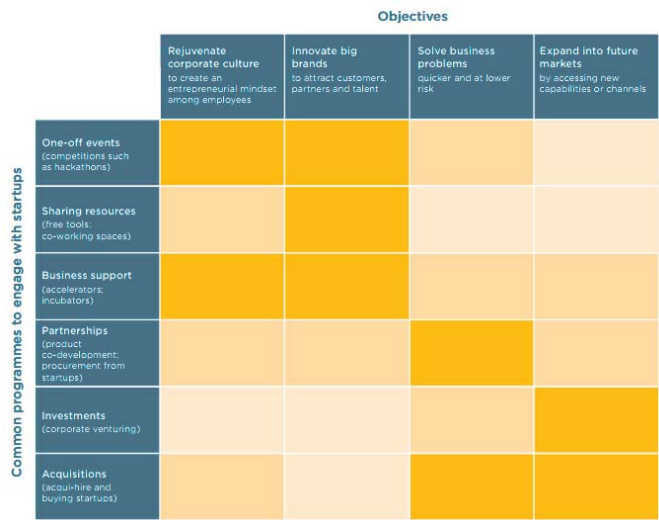 Objectives
Rejuvenate
corporate culture
to create an
entrepreneurial mindset
among employees
Innovate big
brands
to attract customers,
partners and talent
Solve business
problems
quicker and at lower
risk
Expand into future
markets
by accessing new
capabilities or channels
Common programmes to engage with startups
One-off events
(competitions such
as hackathons)
Sharing resources
(free tools;
co-working spaces)
Business support
(accelerators;
incubators)
Partnerships
(product
co-development;
procurement from
startups)
Investments
(corporate venturing)
Acquisitions
(acqui-hire and
buying startups)